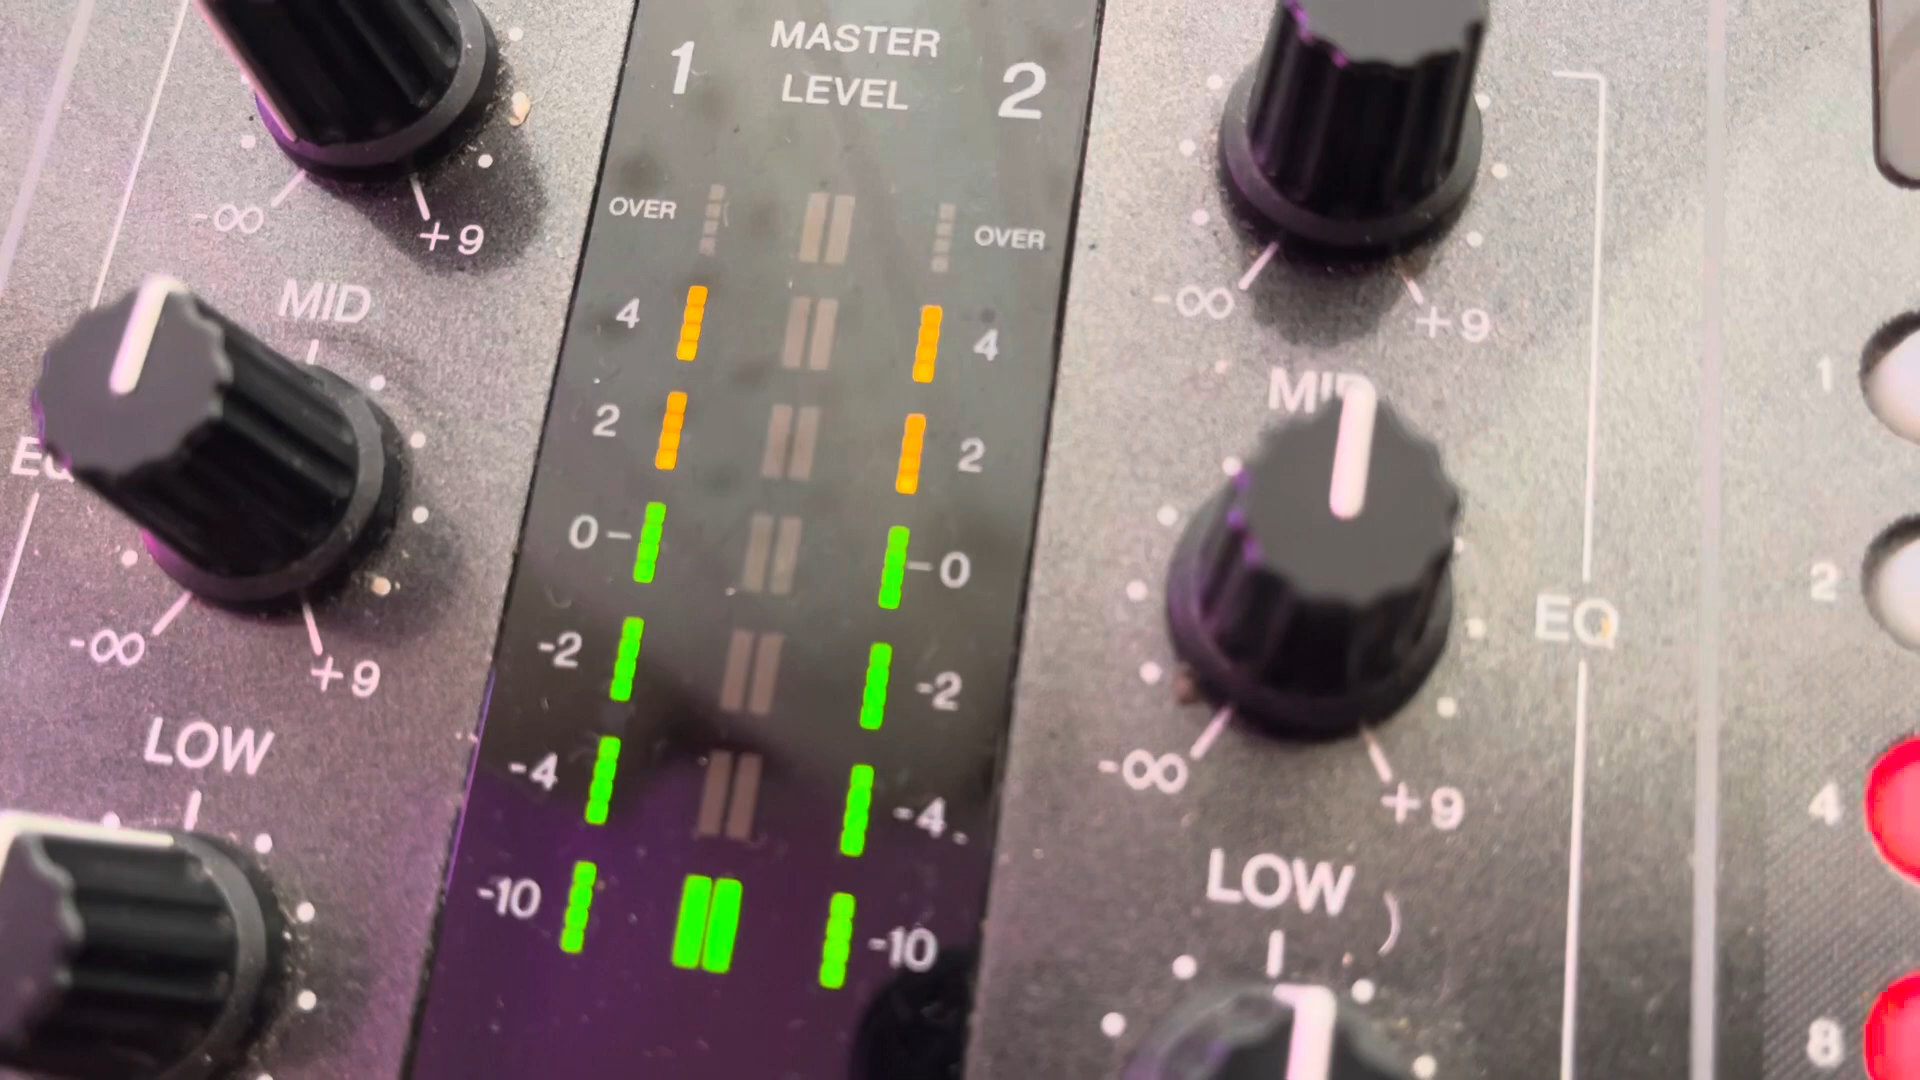 1 MASTER LEVEL 2
OVER OVER
4 4
2 2
0 0
-2 -2
-4 -4
-10 -10
-∞ +9
MID
EQ
-∞ +9
LOW
-∞ +9
MID
EQ
-∞ +9
LOW
1
2
4
8